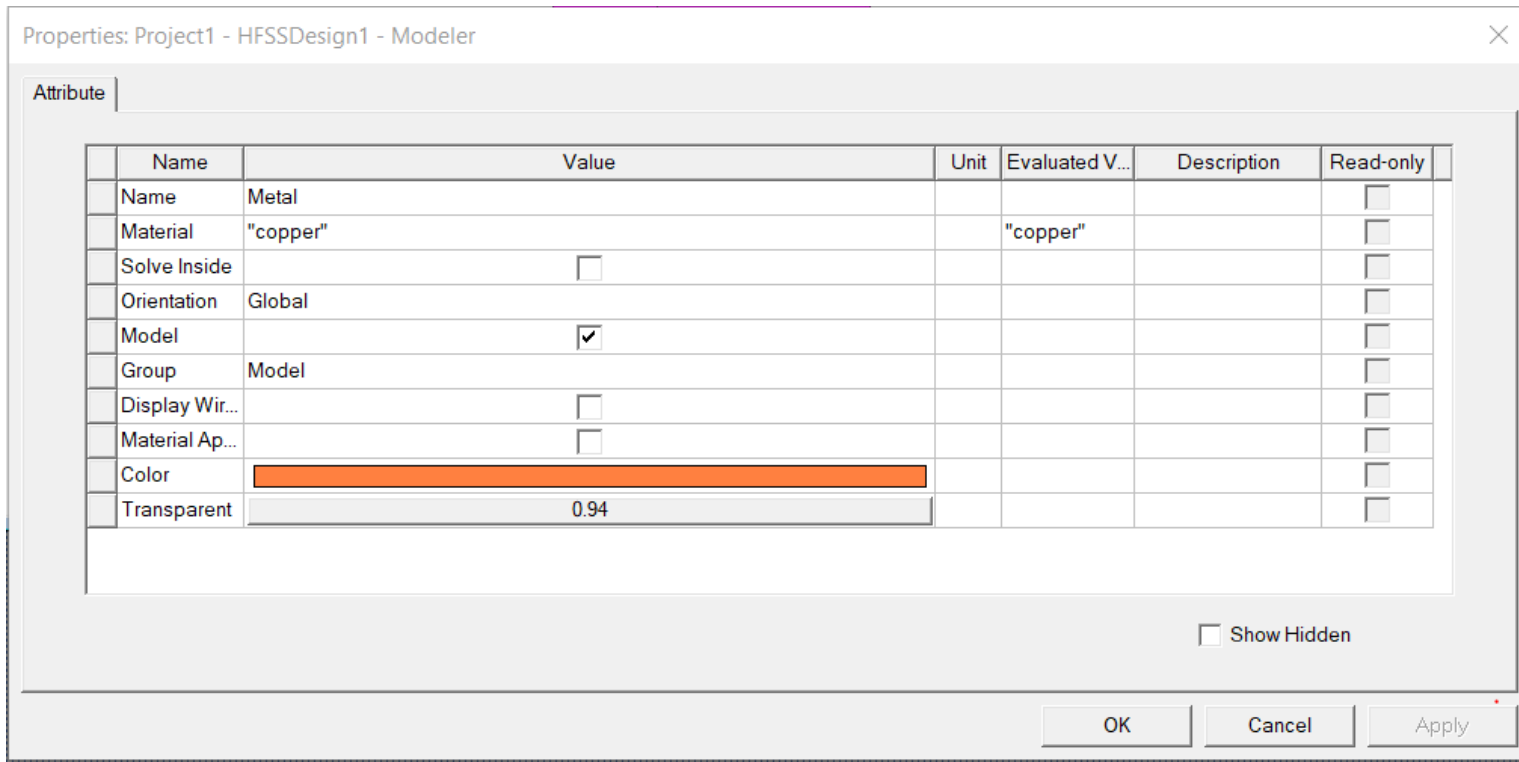 Properties: Project1 - HFSSDesign1 - Modeler
Attribute
Name Value Unit Evaluated V... Description Read-only
Name Metal
Material "copper" "copper"
Solve Inside
Orientation Global
Model
Group Model
Display Wir...
Material Ap...
Color
Transparent 0.94
Show Hidden
OK Cancel Apply